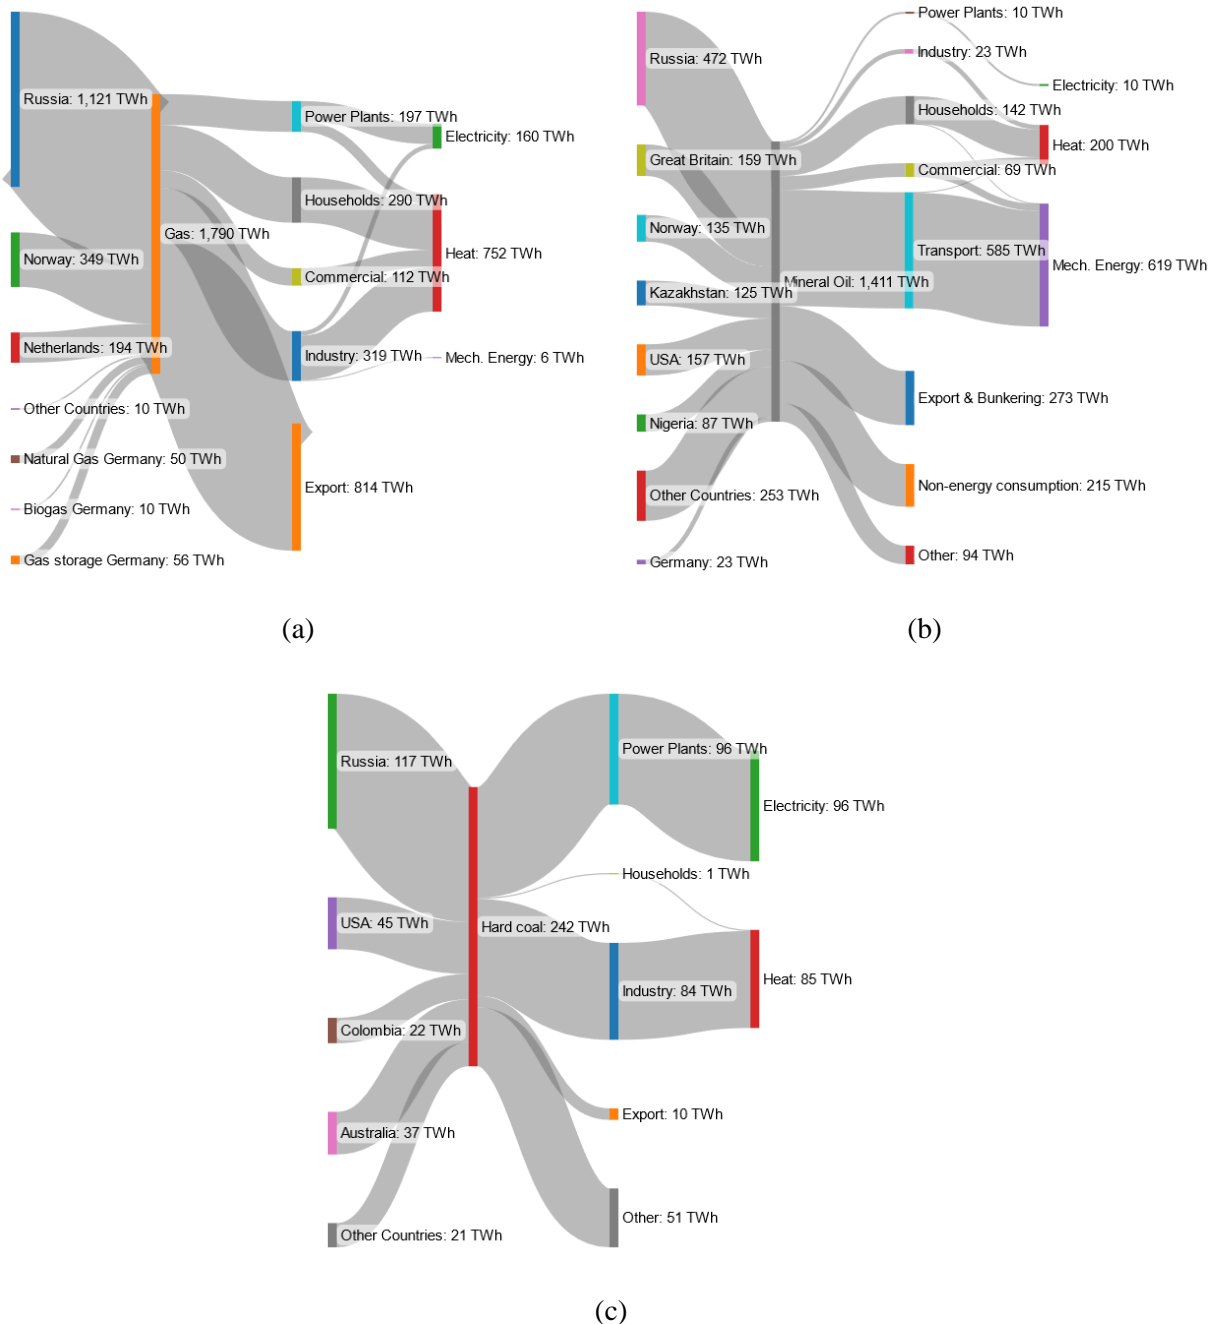 Russia: 1,121 TWh
Norway: 349 TWh
Netherlands: 194 TWh
Other Countries: 10 TWh
Natural Gas Germany: 50 TWh
Biogas Germany: 10 TWh
Gas storage Germany: 56 TWh
Gas: 1,790 TWh
Power Plants: 197 TWh
Households: 290 TWh
Commercial: 112 TWh
Industry: 319 TWh
Export: 814 TWh
Electricity: 160 TWh
Heat: 752 TWh
Mech. Energy: 6 TWh
(a)
Russia: 472 TWh
Great Britain: 159 TWh
Norway: 135 TWh
Kazakhstan: 125 TWh
USA: 157 TWh
Nigeria: 87 TWh
Other Countries: 253 TWh
Germany: 23 TWh
Mineral Oil: 1,411 TWh
Power Plants: 10 TWh
Industry: 23 TWh
Households: 142 TWh
Commercial: 69 TWh
Transport: 585 TWh
Export & Bunkering: 273 TWh
Non-energy consumption: 215 TWh
Other: 94 TWh
Electricity: 10 TWh
Heat: 200 TWh
Mech. Energy: 619 TWh
(b)
Russia: 117 TWh
USA: 45 TWh
Colombia: 22 TWh
Australia: 37 TWh
Other Countries: 21 TWh
Hard coal: 242 TWh
Power Plants: 96 TWh
Households: 1 TWh
Industry: 84 TWh
Export: 10 TWh
Other: 51 TWh
Electricity: 96 TWh
Heat: 85 TWh
(c)